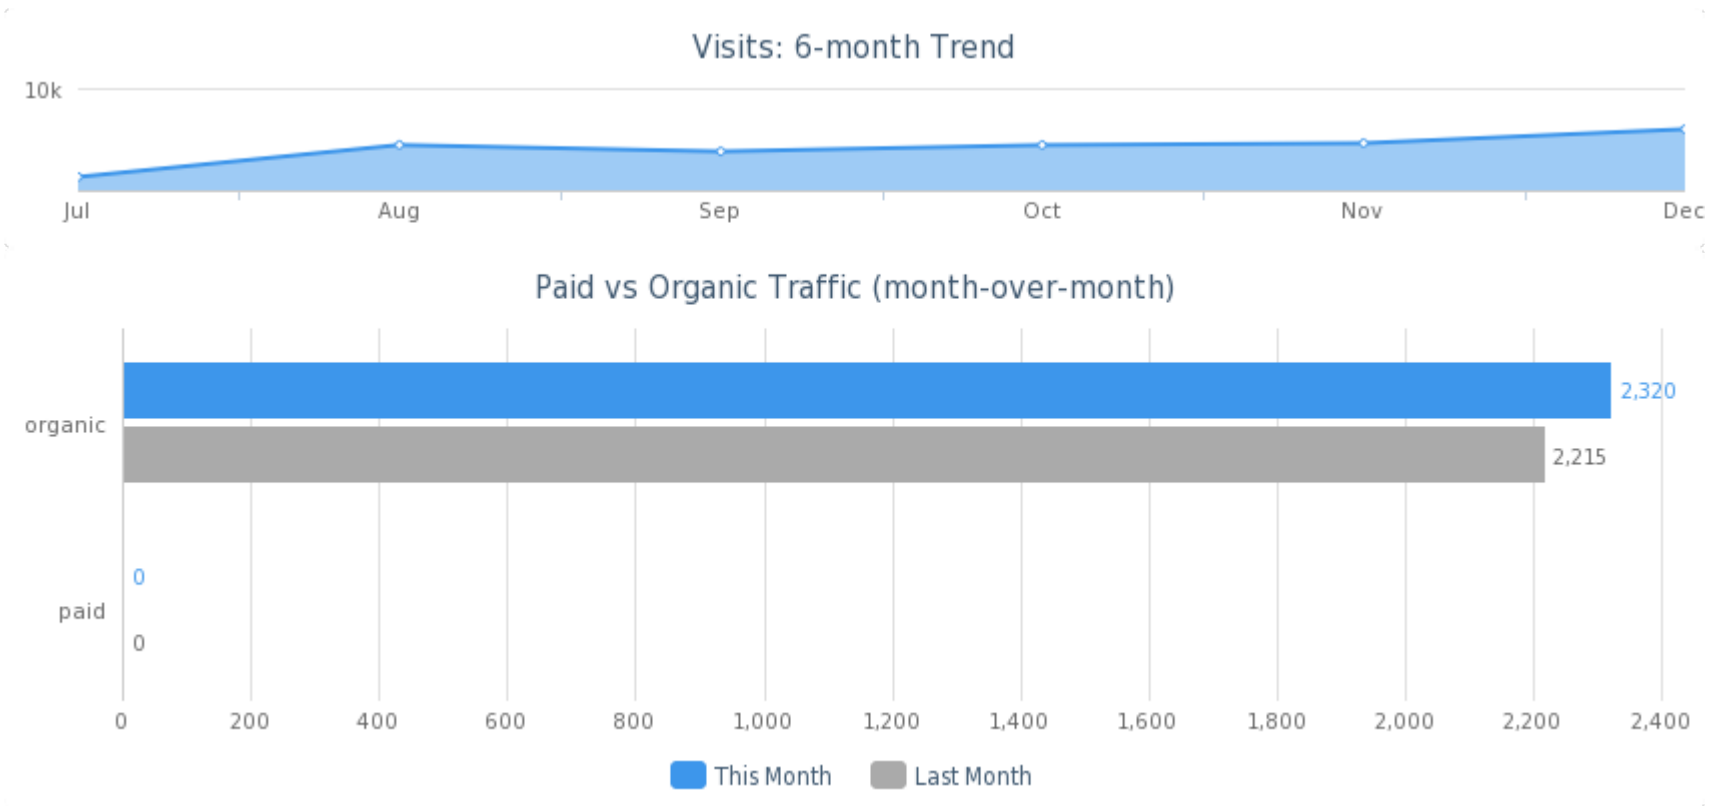 Visits: 6-month Trend
10k
Jul Aug Sep Oct Nov Dec
Paid vs Organic Traffic (month-over-month)
2,320
organic
2,215
0
paid
0
0 200 400 600 800 1,000 1,200 1,400 1,600 1,800 2,000 2,200 2,400
This Month Last Month